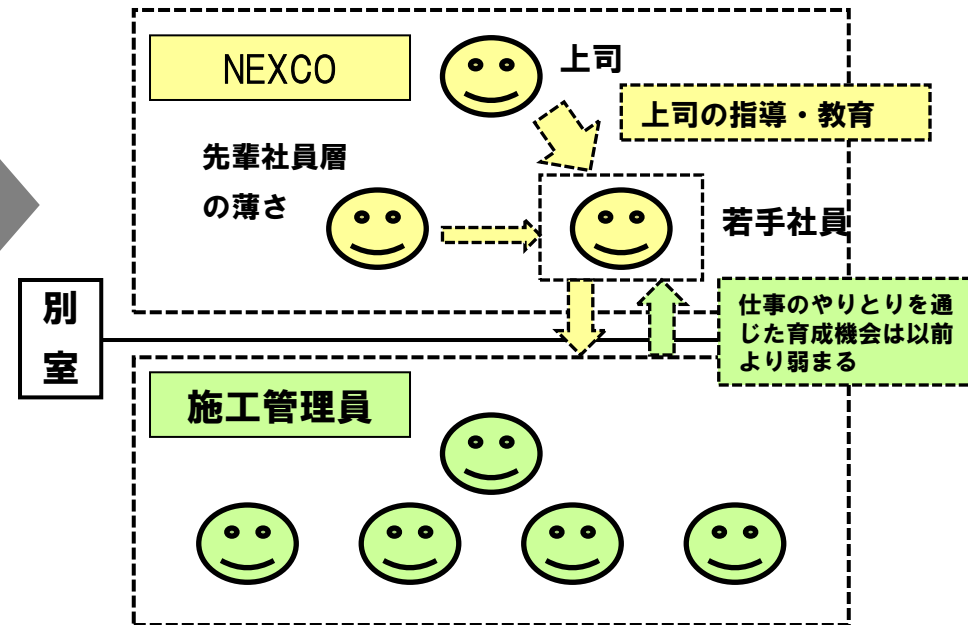 NEXCO
上司
上司の指導・教育
先輩社員層
の薄さ
若手社員
別
室
仕事のやりとりを通
じた育成機会は以前
より弱まる
施工管理員